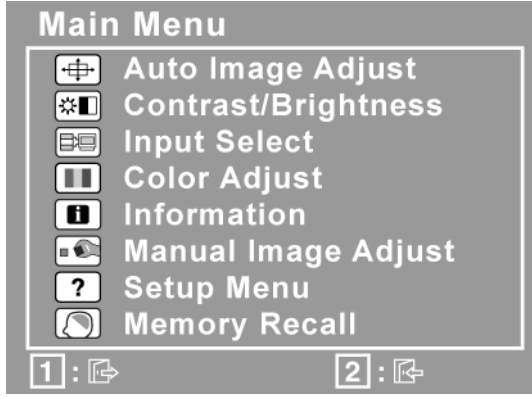 Main Menu
Auto Image Adjust
Contrast/Brightness
Input Select
Color Adjust
i Information
Manual Image Adjust
? Setup Menu
Memory Recall
1 : 2 :